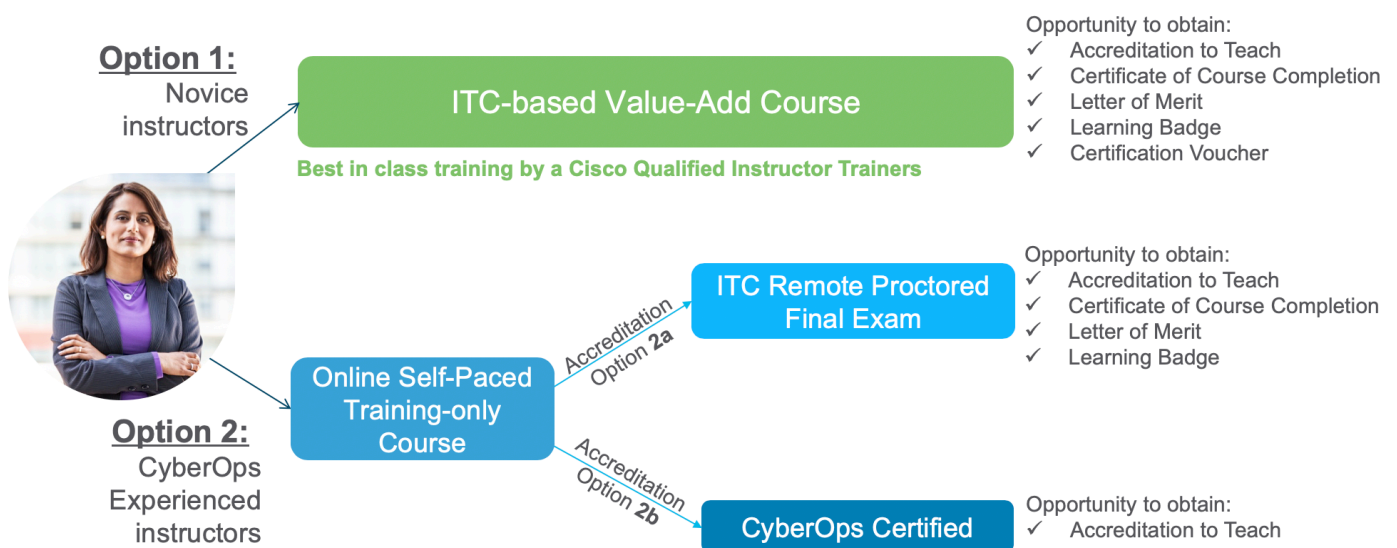 Option 1:
Novice
instructors
ITC-based Value-Add Course
Best in class training by a Cisco Qualified Instructor Trainers
Opportunity to obtain:
✓ Accreditation to Teach
✓ Certificate of Course Completion
✓ Letter of Merit
✓ Learning Badge
✓ Certification Voucher
Option 2:
CyberOps
Experienced
instructors
Online Self-Paced
Training-only
Course
Accreditation
Option 2a
ITC Remote Proctored
Final Exam
Opportunity to obtain:
✓ Accreditation to Teach
✓ Certificate of Course Completion
✓ Letter of Merit
✓ Learning Badge
Accreditation
Option 2b
CyberOps Certified
Opportunity to obtain:
✓ Accreditation to Teach